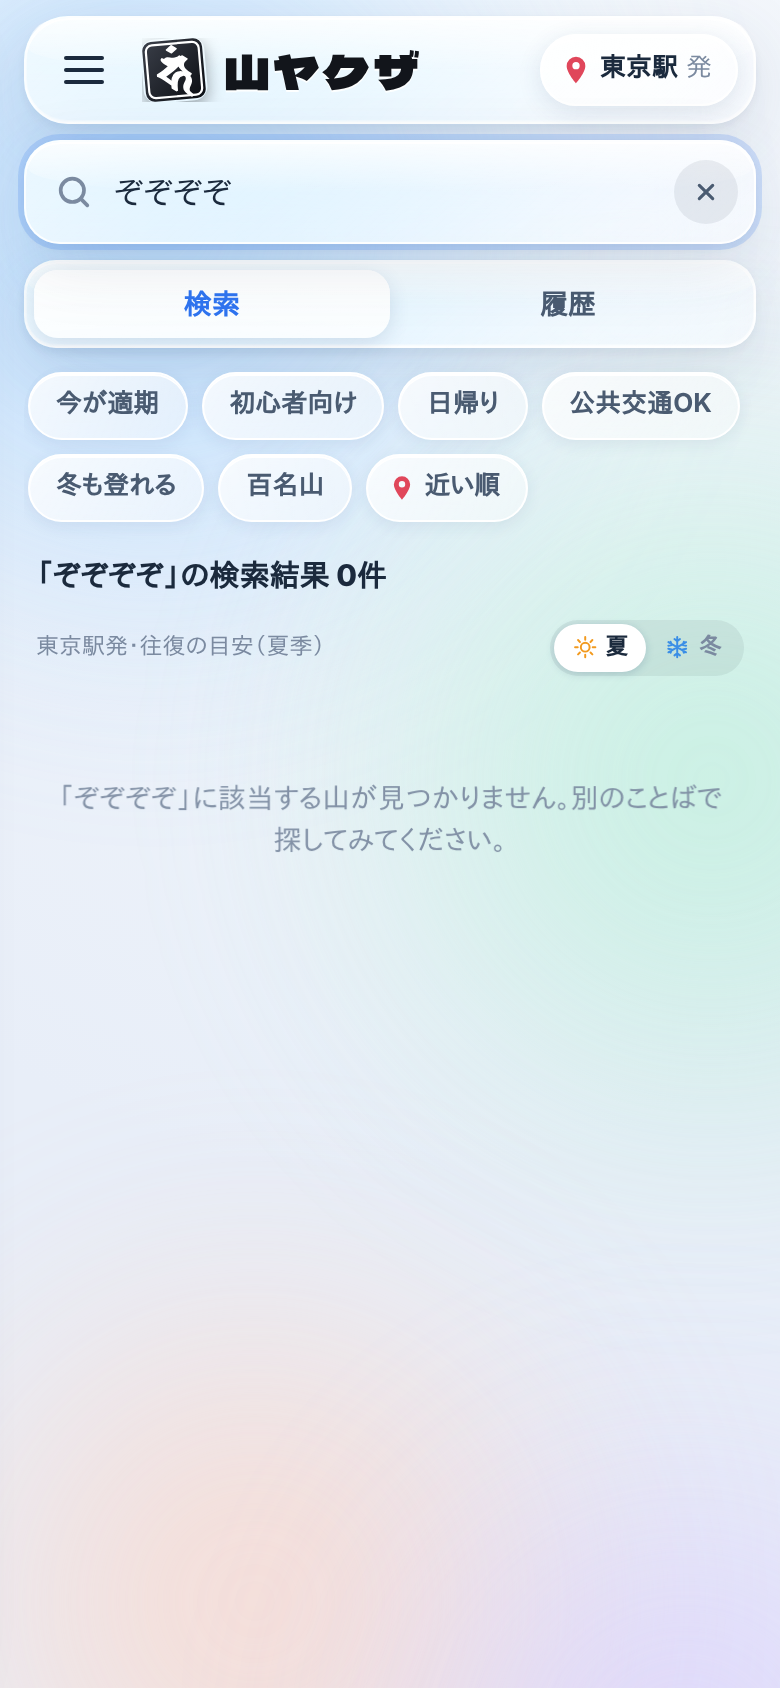 山ヤクザ
東京駅 発
ぞぞぞぞ
検索
履歴
今が適期
初心者向け
日帰り
公共交通OK
冬も登れる
百名山
近い順
「ぞぞぞぞ」の検索結果 0件
東京駅発・往復の目安（夏季）
夏
冬
「ぞぞぞぞ」に該当する山が見つかりません。別のことばで
探してみてください。